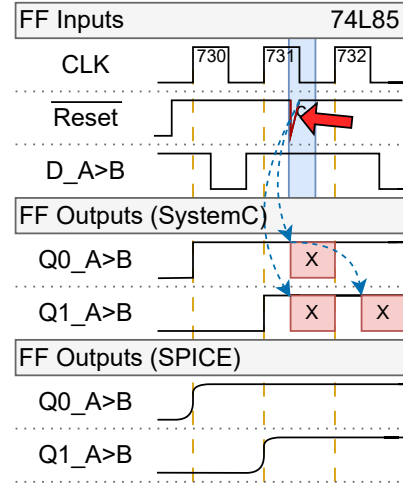 FF Inputs 74L85
CLK 730 731 732
Reset
D_A>B
FF Outputs (SystemC)
Q0_A>B X
Q1_A>B X X
FF Outputs (SPICE)
Q0_A>B
Q1_A>B